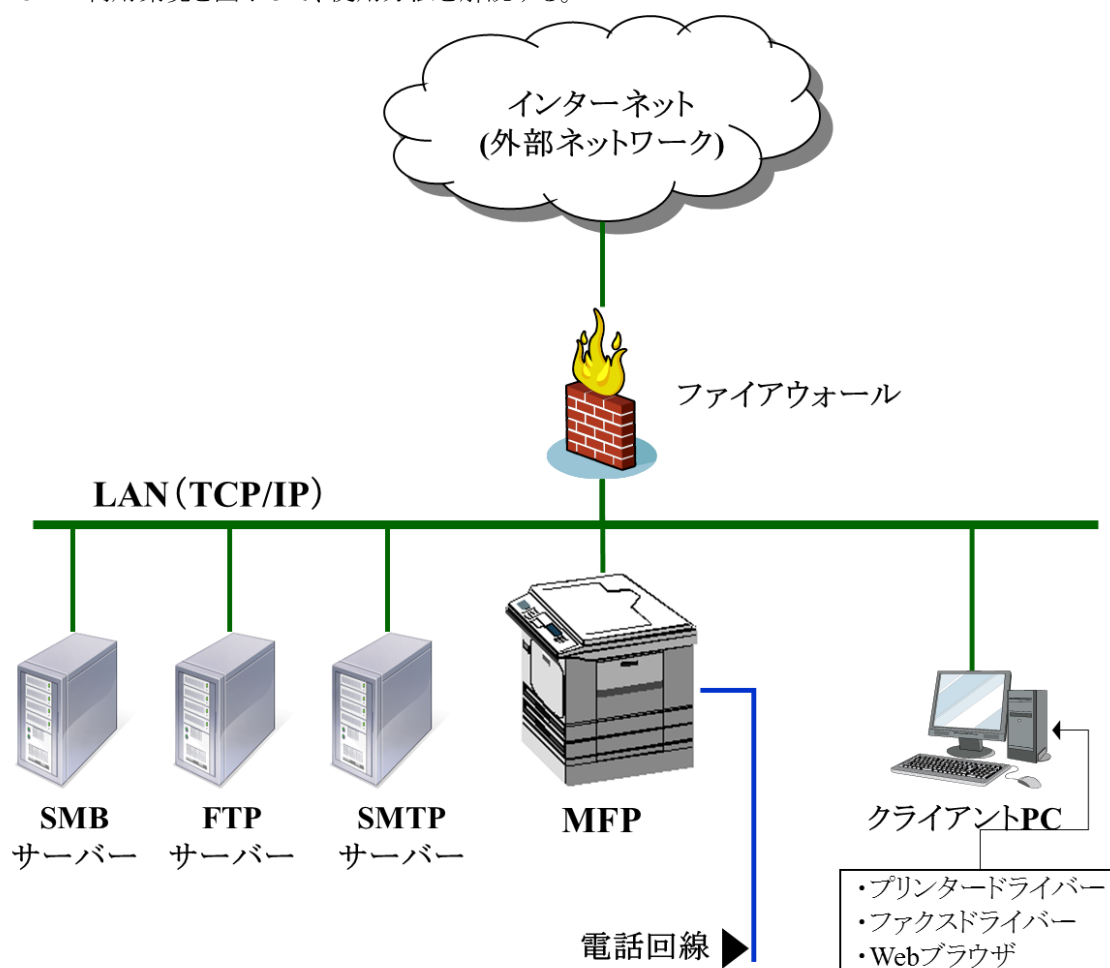 インターネット
(外部ネットワーク)
ファイアウォール
LAN(TCP/IP)
SMB
サーバー
FTP
サーバー
SMTP
サーバー
MFP
クライアントPC
・プリンタードライバー
・ファクスドライバー
・Webブラウザ
電話回線